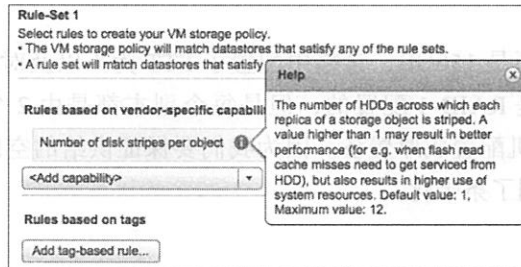 Rule-Set 1
Select rules to create your VM storage policy.
• The VM storage policy will match datastores that satisfy any of the rule sets.
• A rule set will match datastores that satisfy
Rules based on vendor-specific capabili
Number of disk stripes per object
<Add capability>
Rules based on tags
Add tag-based rule...
Help
The number of HDDs across which each
replica of a storage object is striped. A
value higher than 1 may result in better
performance (for e.g. when flash read
cache misses need to get serviced from
HDD), but also results in higher use of
system resources. Default value: 1,
Maximum value: 12.